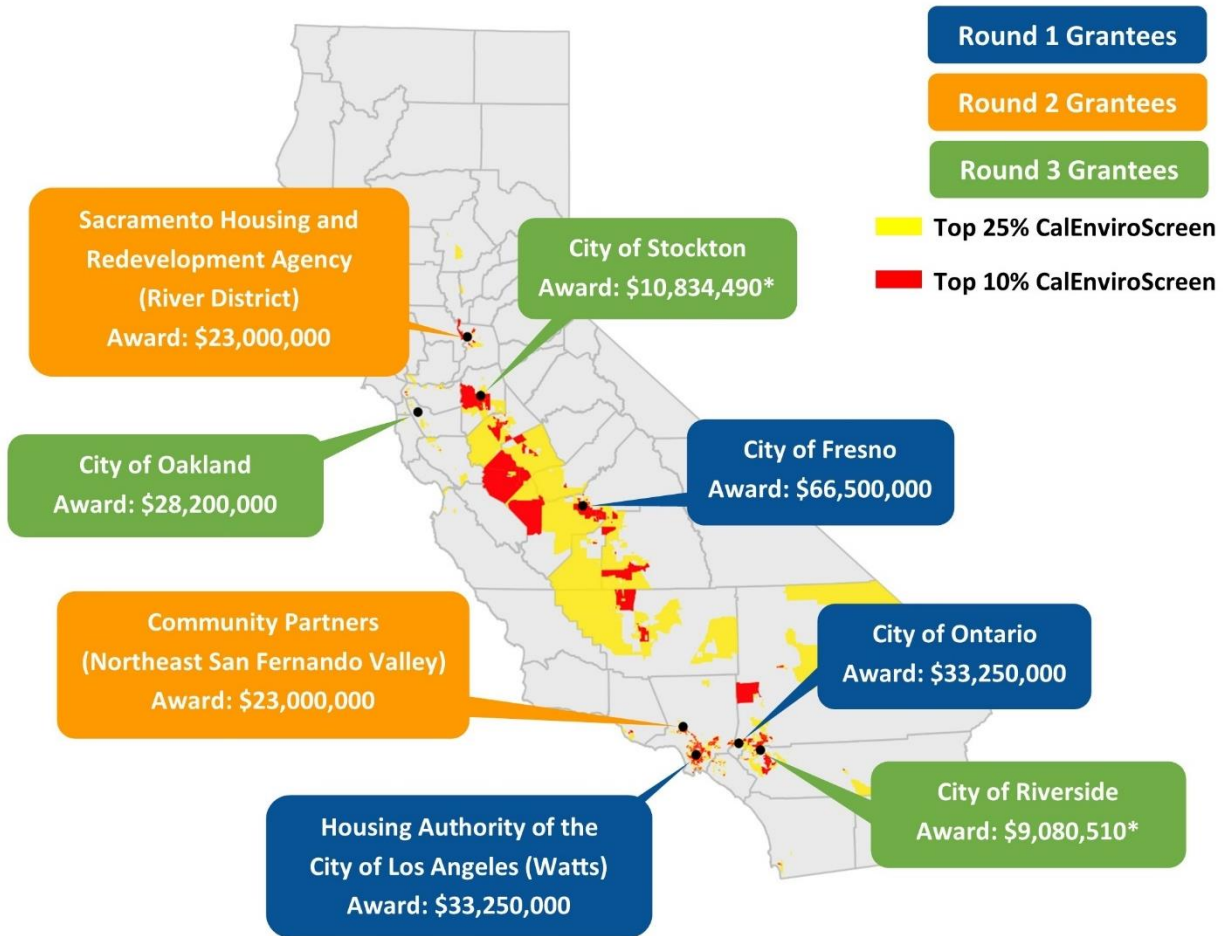 Round 1 Grantees
Round 2 Grantees
Round 3 Grantees
Top 25% CalEnviroScreen
Top 10% CalEnviroScreen
Sacramento Housing and
Redevelopment Agency
(River District)
Award: $23,000,000
City of Stockton
Award: $10,834,490*
City of Oakland
Award: $28,200,000
City of Fresno
Award: $66,500,000
Community Partners
(Northeast San Fernando Valley)
Award: $23,000,000
City of Ontario
Award: $33,250,000
Housing Authority of the
City of Los Angeles (Watts)
Award: $33,250,000
City of Riverside
Award: $9,080,510*